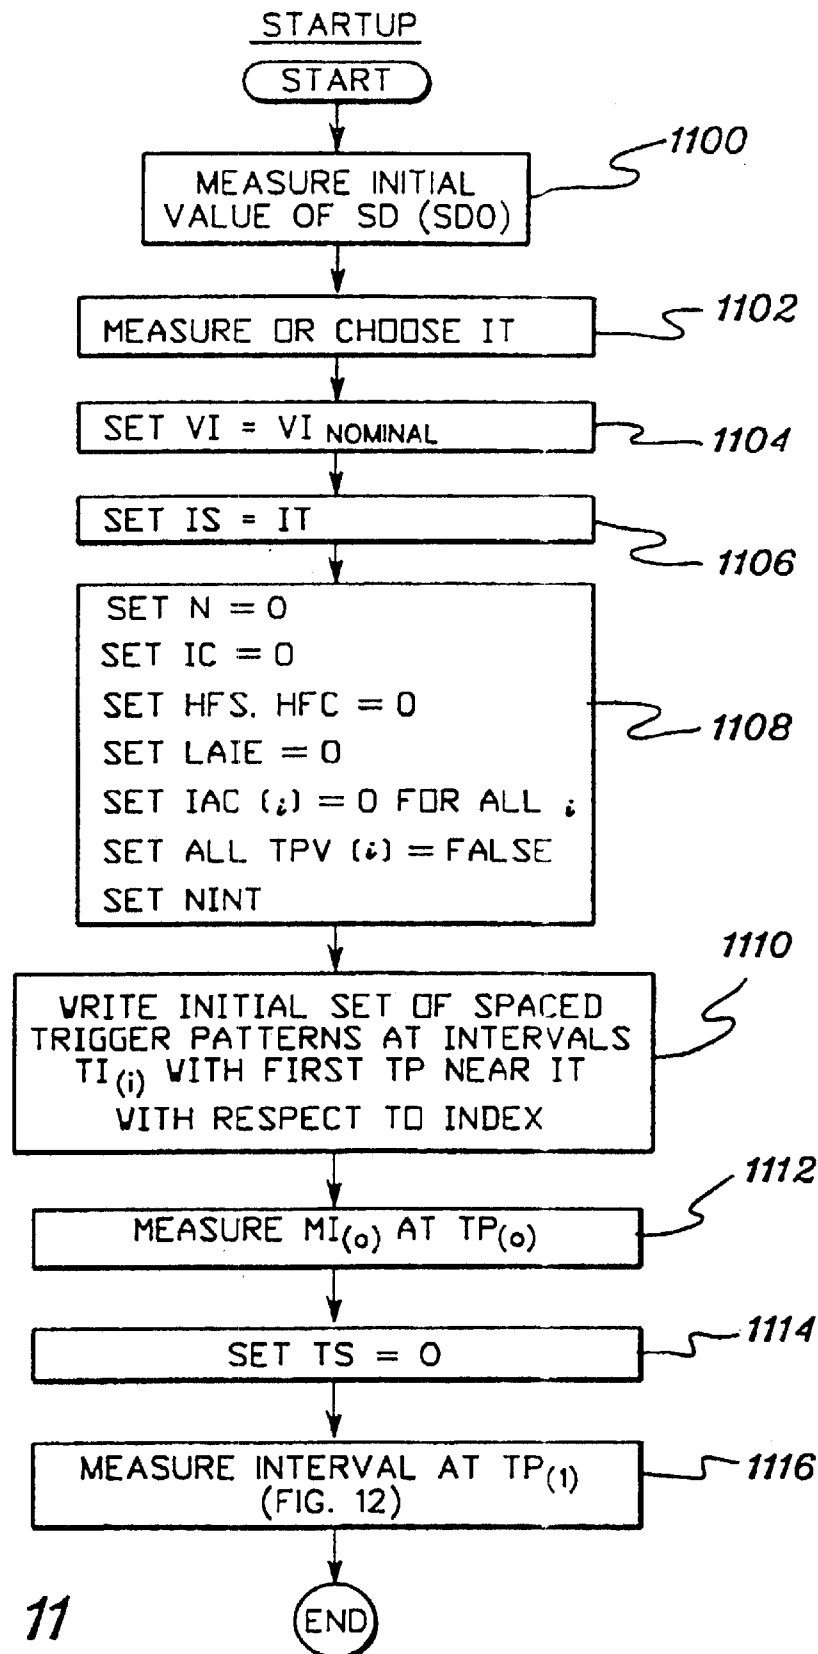 STARTUP
START
1100
MEASURE INITIAL
VALUE OF SD (SD0)
1102
MEASURE OR CHOOSE IT
SET VI = VI NOMINAL
1104
SET IS = IT
1106
SET N = 0
SET IC = 0
SET HFS, HFC = 0
1108
SET LAIE = 0
SET IAC (i) = 0 FOR ALL i
SET ALL TPV (i) = FALSE
SET NINT
1110
WRITE INITIAL SET OF SPACED
TRIGGER PATTERNS AT INTERVALS
TI(i) WITH FIRST TP NEAR IT
WITH RESPECT TO INDEX
1112
MEASURE MI(o) AT TP(o)
1114
SET TS = 0
MEASURE INTERVAL AT TP(1)
1116
(FIG. 12)
11
END